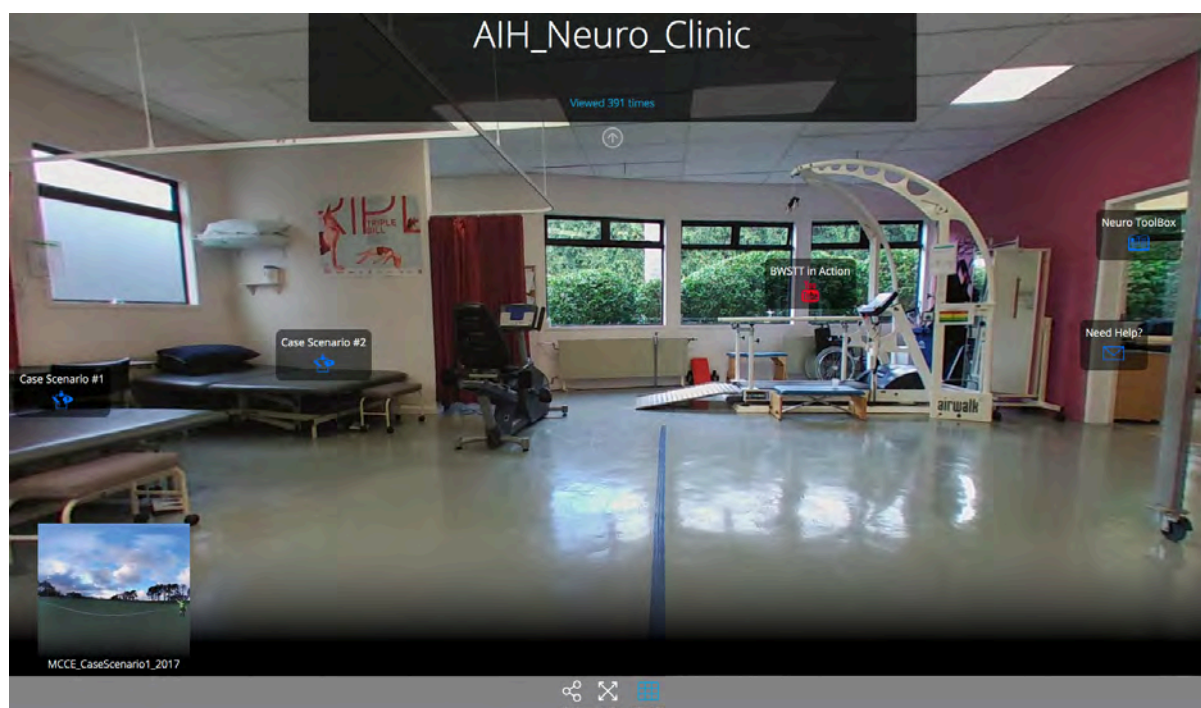 AIH_Neuro_Clinic
Viewed 391 times
TRIPLE
BILL
Neuro ToolBox
BWSTT in Action
Need Help?
Case Scenario #2
Case Scenario #1
airwalk
MCCE_CaseScenario1_2017